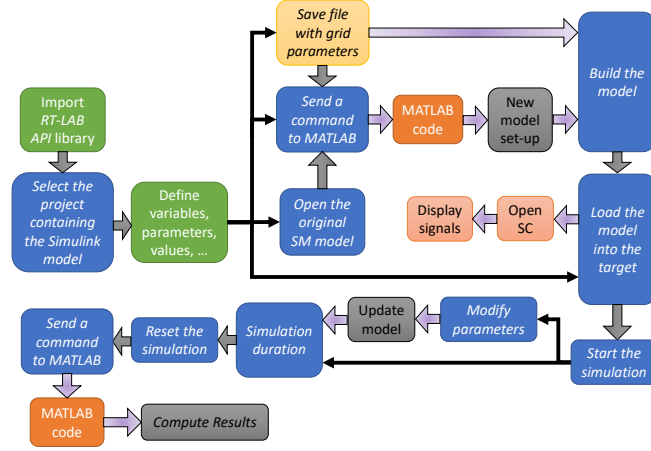 Save file
with grid
parameters
Build the
model
Import
RT-LAB
API library
Send a
command
to MATLAB
MATLAB
code
New
model
set-up
Select the
project
containing
the Simulink
model
Define
variables,
parameters,
values, ...
Open the
original
SM model
Display
signals
Open
SC
Load the
model
into the
target
Send a
command
to MATLAB
Reset the
simulation
Simulation
duration
Update
model
Modify
parameters
Start the
simulation
MATLAB
code
Compute Results